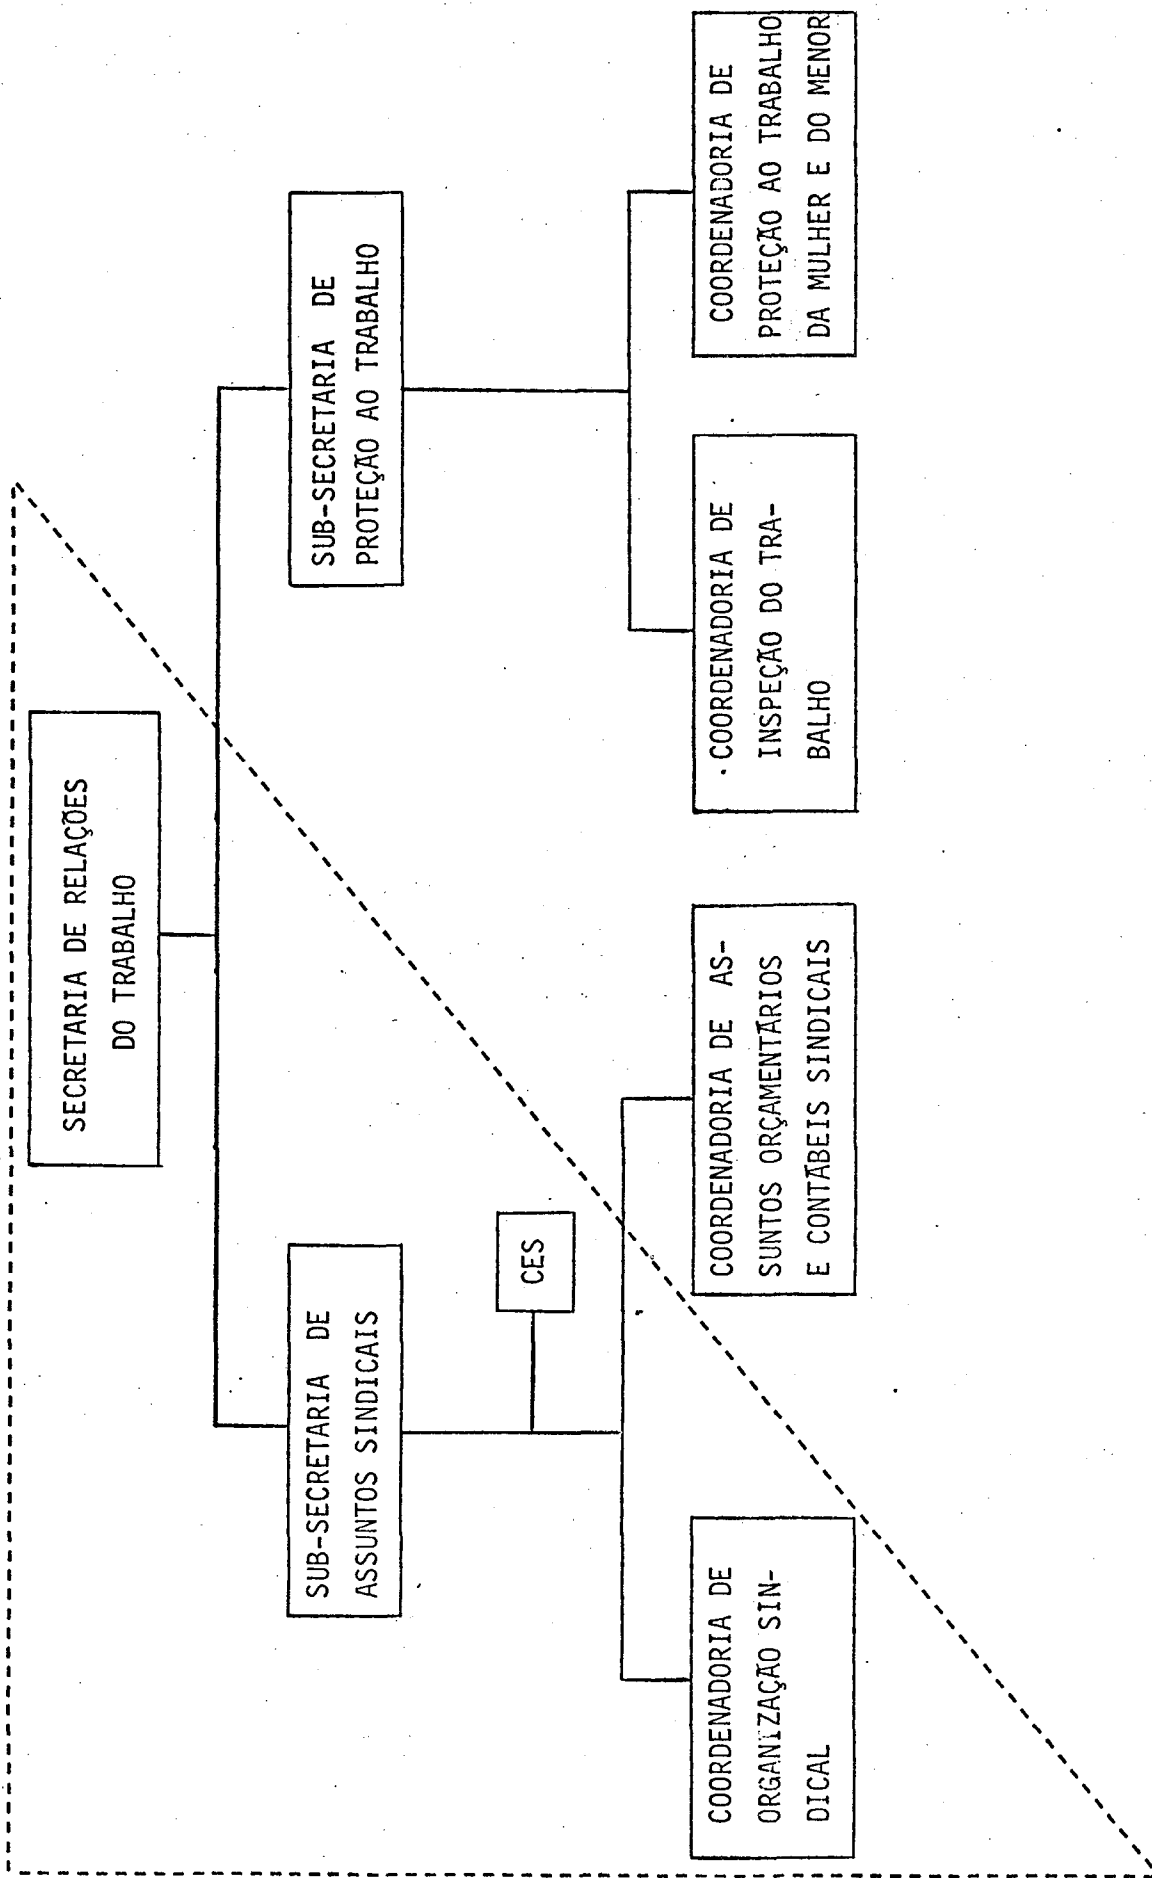 SECRETARIA DE RELAÇÕES
DO TRABALHO
SUB-SECRETARIA DE
ASSUNTOS SINDICAIS
SUB-SECRETARIA DE
PROTEÇÃO AO TRABALHO
CES
COORDENADORIA DE
ORGANIZAÇÃO SIN-
DICAL
COORDENADORIA DE AS-
SUNTOS ORÇAMENTÁRIOS
E CONTÁBEIS SINDICAIS
COORDENADORIA DE
INSPEÇÃO DO TRA-
BALHO
COORDENADORIA DE
PROTEÇÃO AO TRABALHO
DA MULHER E DO MENOR